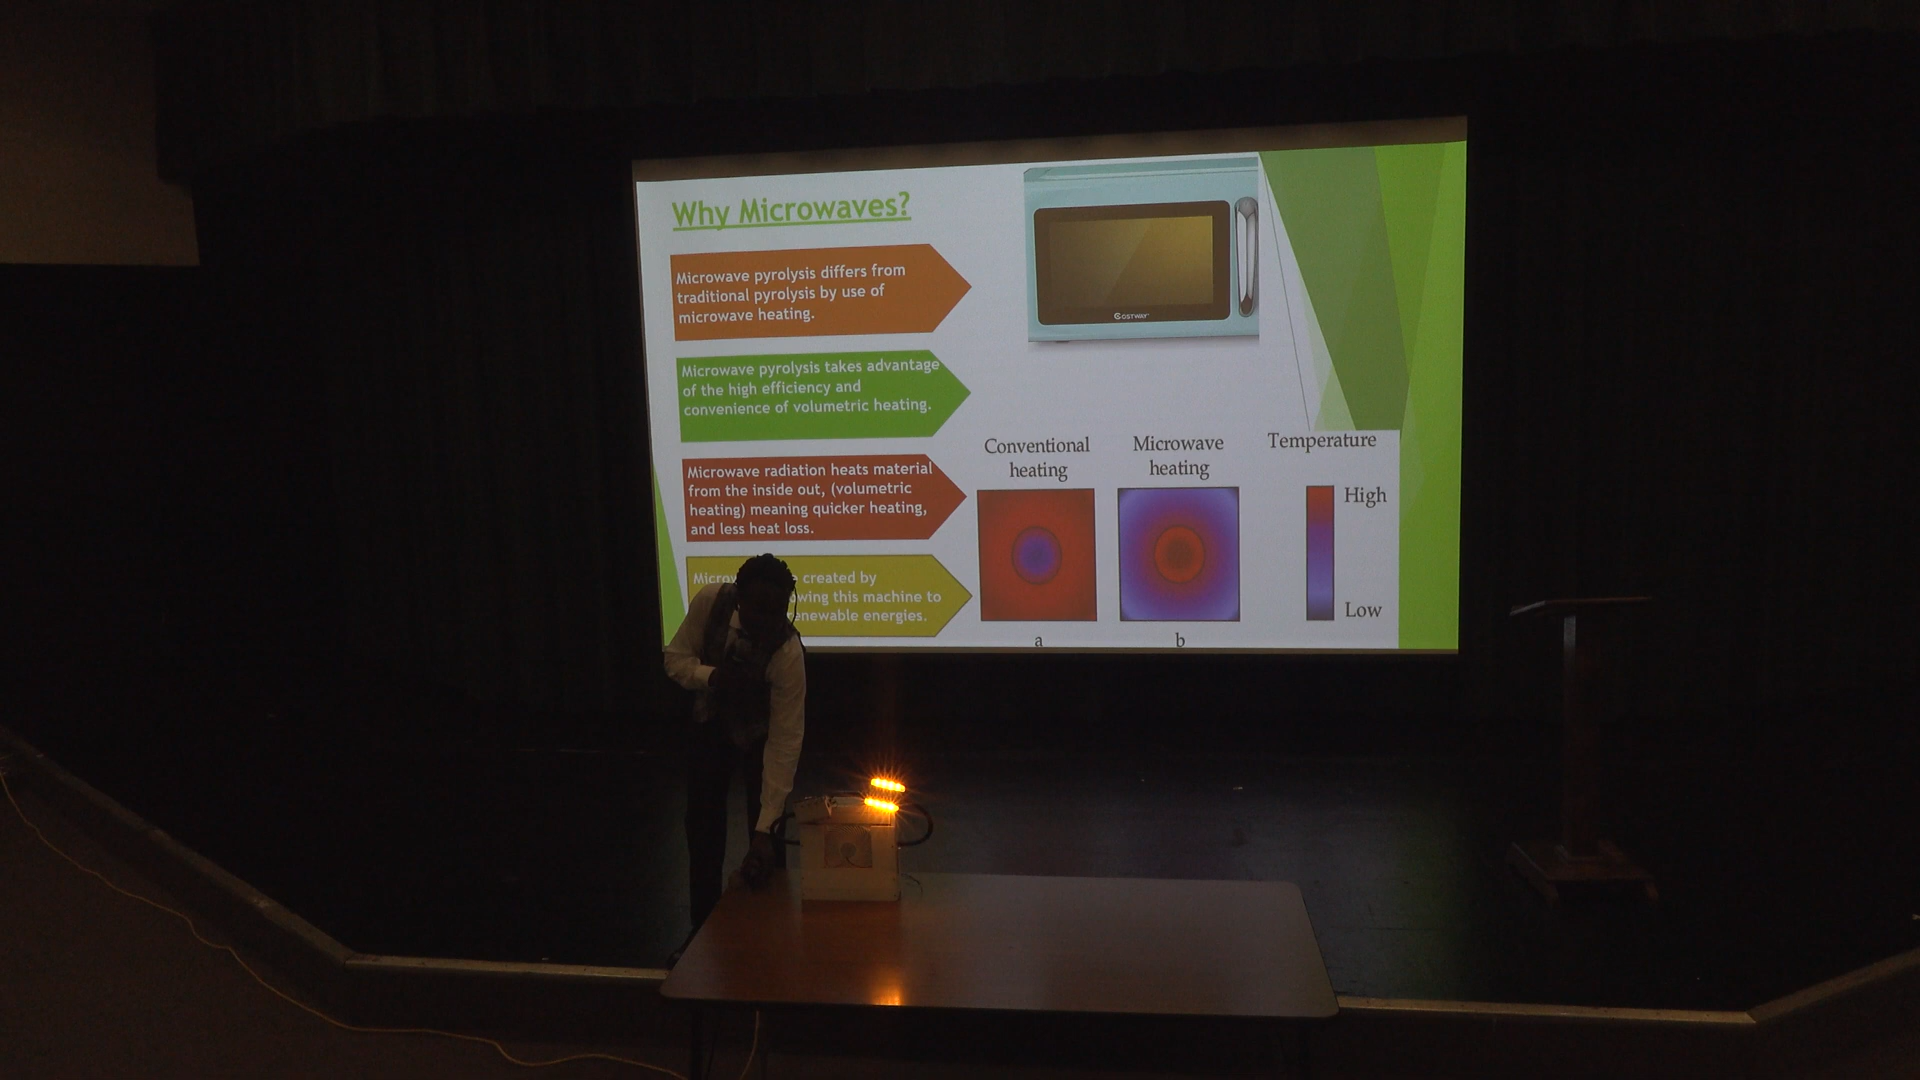 Why Microwaves?
Microwave pyrolysis differs from
traditional pyrolysis by use of
microwave heating.
COSTWAY
Microwave pyrolysis takes advantage
of the high efficiency and
convenience of volumetric heating.
Microwave radiation heats material
from the inside out, (volumetric
heating) meaning quicker heating,
and less heat loss.
created by
this machine to
energies.
Conventional
heating
Microwave
heating
Temperature
High
Low
a
b